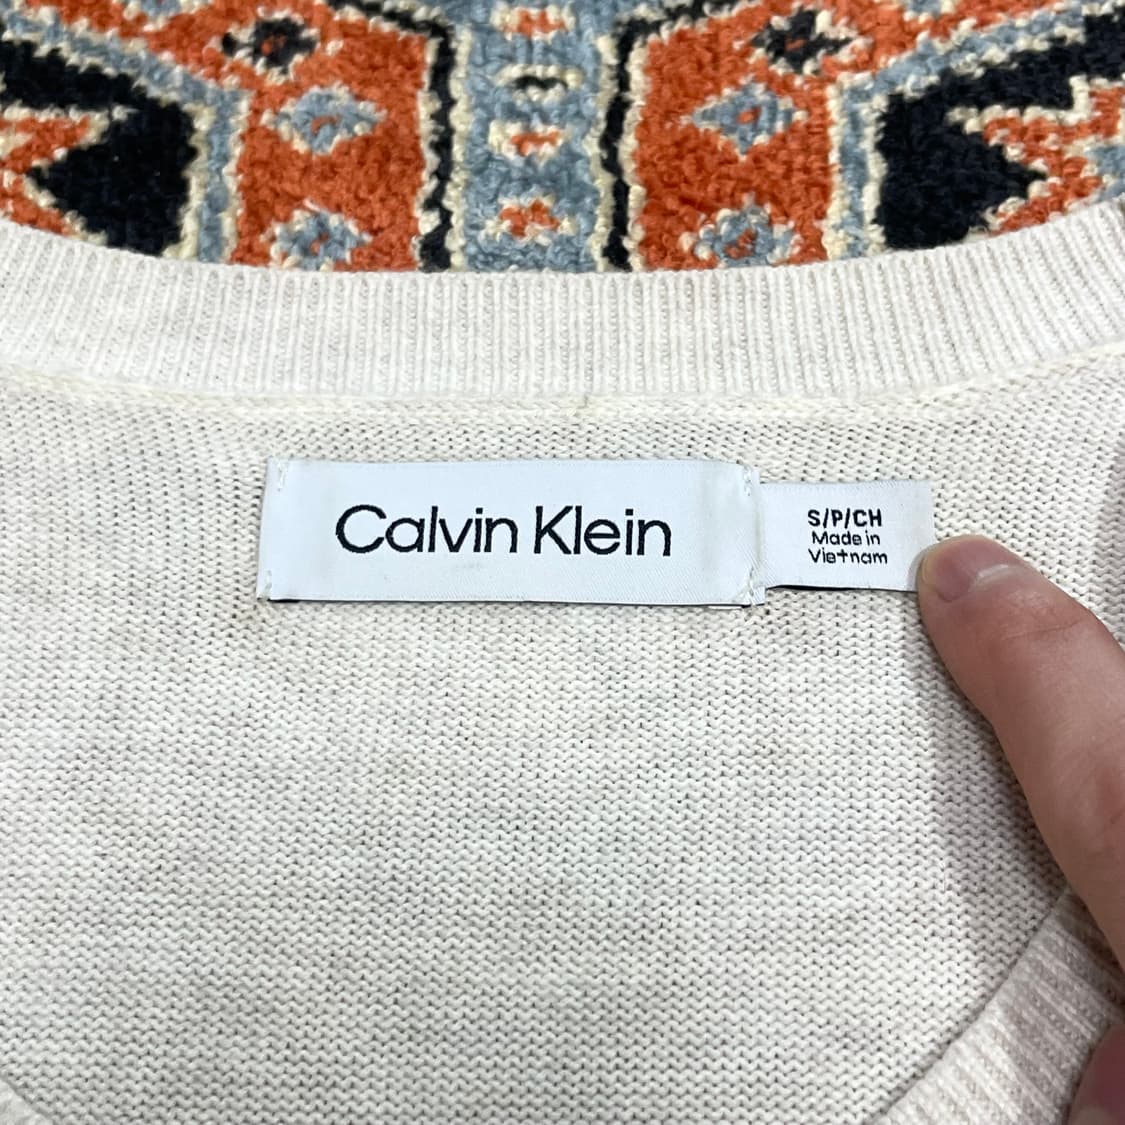 Calvin Klein
S/P/CH
Made in
Vietnam